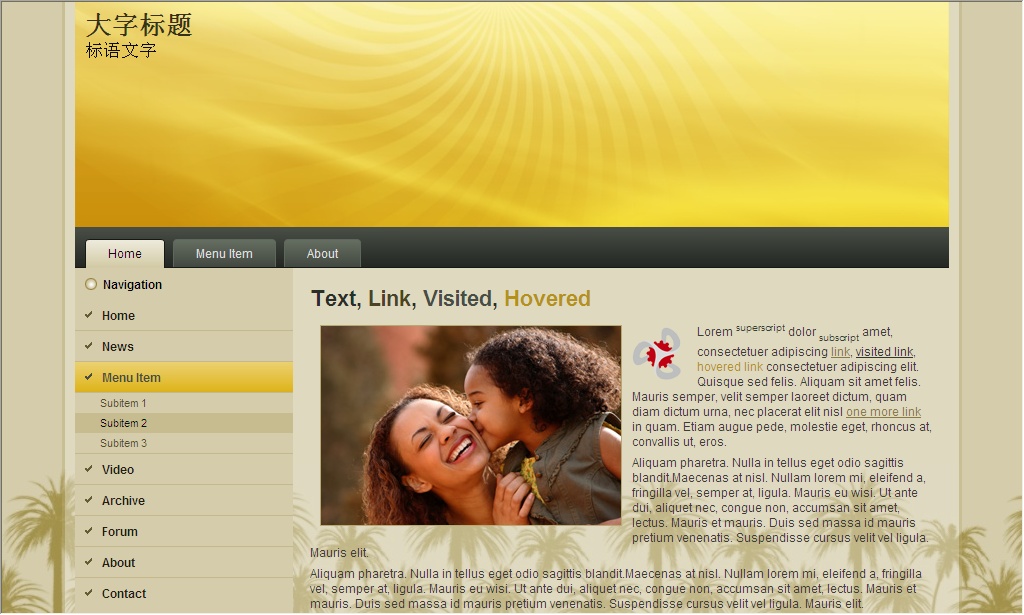 大字标题
标语文字
Home
Menu Item
About
Navigation
Home
News
Menu Item
Subitem 1
Subitem 2
Subitem 3
Video
Archive
Forum
About
Contact
Text, Link, Visited, Hovered
Lorem superscript dolor subscript amet,
consectetuer adipiscing link, visited link,
hovered link consectetuer adipiscing elit.
Quisque sed felis. Aliquam sit amet felis.
Mauris semper, velit semper laoreet dictum, quam
diam dictum urna, nec placerat elit nisl one more link
in quam. Etiam augue pede, molestie eget, rhoncus at,
convallis ut, eros.
Aliquam pharetra. Nulla in tellus eget odio sagittis
blandit.Maecenas at nisl. Nullam lorem mi, eleifend a,
fringilla vel, semper at, ligula. Mauris eu wisi. Ut ante
dui, aliquet nec, congue non, accumsan sit amet,
lectus. Mauris et mauris. Duis sed massa id mauris
pretium venenatis. Suspendisse cursus velit vel ligula.
Mauris elit.
Aliquam pharetra. Nulla in tellus eget odio sagittis blandit.Maecenas at nisl. Nullam lorem mi, eleifend a, fringilla
vel, semper at, ligula. Mauris eu wisi. Ut ante dui, aliquet nec, congue non, accumsan sit amet, lectus. Mauris et
mauris. Duis sed massa id mauris pretium venenatis. Suspendisse cursus velit vel ligula. Mauris elit.